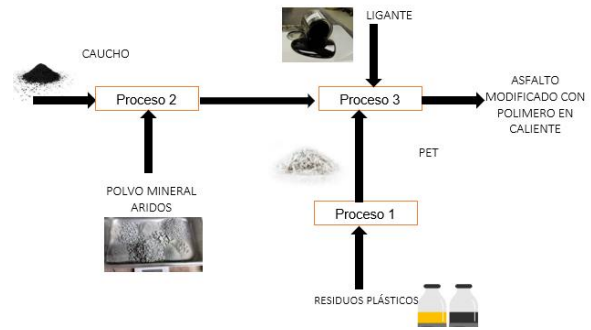 CAUCHO
LIGANTE
Proceso 2
Proceso 3
ASFALTO
MODIFICADO CON
POLIMERO EN
CALIENTE
PET
POLVO MINERAL
ARIDOS
Proceso 1
RESIDUOS PLÁSTICOS